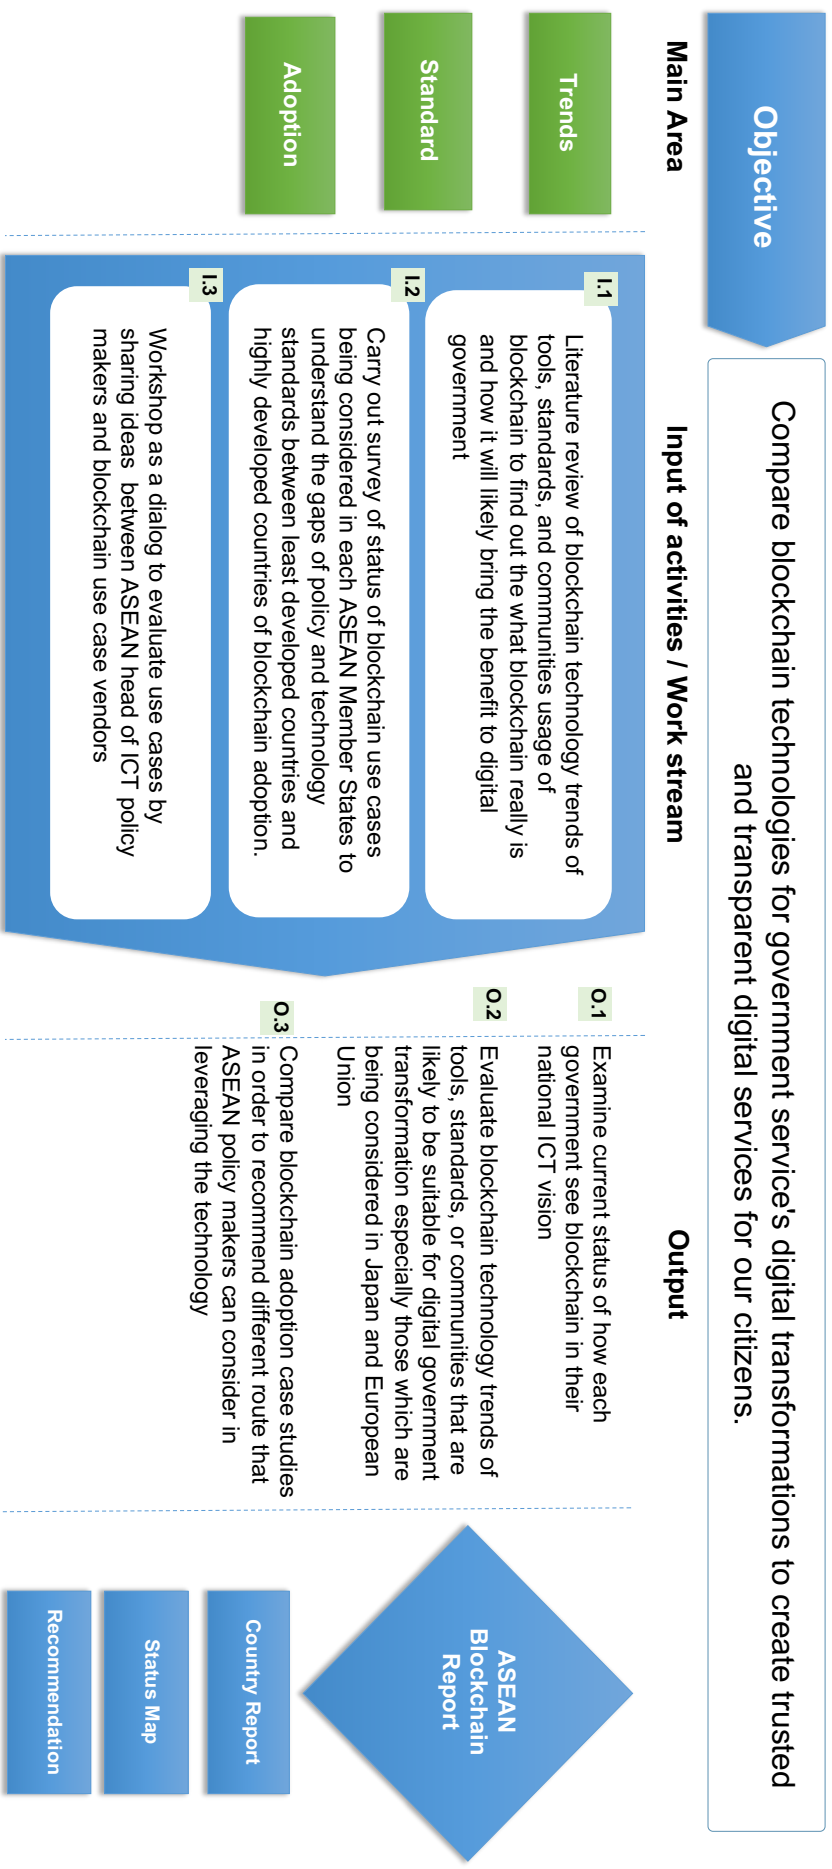 Objective
Compare blockchain technologies for government service's digital transformations to create trusted
and transparent digital services for our citizens.
Main Area
Input of activities / Work stream
Output
Trends
Standard
Adoption
I.1
Literature review of blockchain technology trends of
tools, standards, and communities usage of
blockchain to find out the what blockchain really is
and how it will likely bring the benefit to digital
government
I.2
Carry out survey of status of blockchain use cases
being considered in each ASEAN Member States to
understand the gaps of policy and technology
standards between least developed countries and
highly developed countries of blockchain adoption.
I.3
Workshop as a dialog to evaluate use cases by
sharing ideas between ASEAN head of ICT policy
makers and blockchain use case vendors
O.1
Examine current status of how each
government see blockchain in their
national ICT vision
O.2
Evaluate blockchain technology trends of
tools, standards, or communities that are
likely to be suitable for digital government
transformation especially those which are
being considered in Japan and European
Union
O.3
Compare blockchain adoption case studies
in order to recommend different route that
ASEAN policy makers can consider in
leveraging the technology
ASEAN
Blockchain
Report
Country Report
Status Map
Recommendation